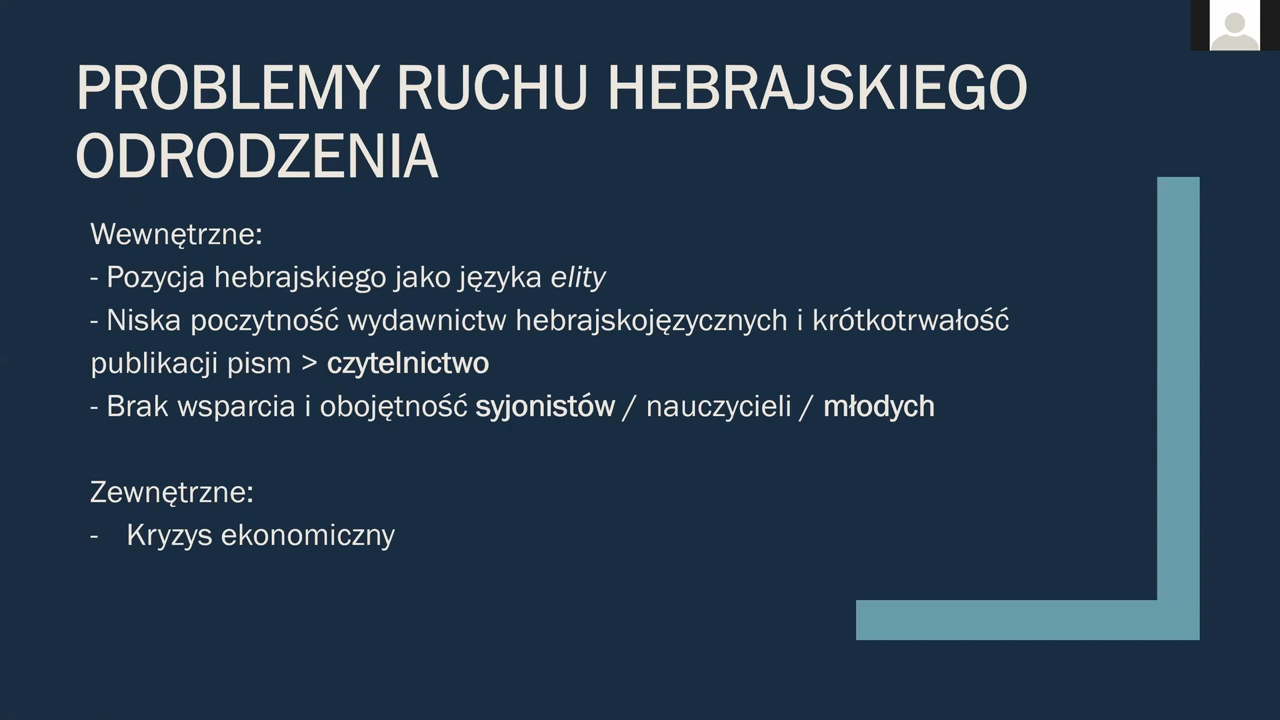 PROBLEMY RUCHU HEBRAJSKIEGO
ODRODZENIA
Wewnętrzne:
- Pozycja hebrajskiego jako języka elity
- Niska poczytność wydawnictw hebrajskojęzycznych i krótkotrwałość
publikacji pism > czytelnictwo
- Brak wsparcia i obojętność syjonistów / nauczycieli / młodych
Zewnętrzne:
- Kryzys ekonomiczny